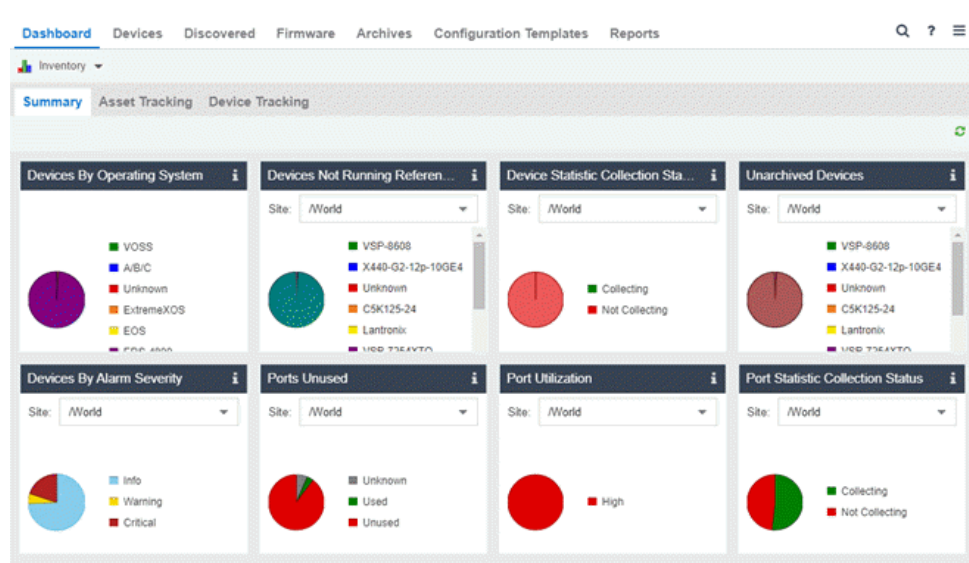 Dashboard Devices Discovered Firmware Archives Configuration Templates Reports ?
Inventory
Summary Asset Tracking Device Tracking
Devices By Operating System i
VOSS
A/B/C
Unknown
ExtremeXOS
EOS
Devices Not Running Referen... i
Site: /World
VSP-8608
X440-G2-12p-10GE4
Unknown
C5K125-24
Lantronix
VSP-7254XTQ
Device Statistic Collection Sta... i
Site: /World
Collecting
Not Collecting
Unarchived Devices i
Site: /World
VSP-8608
X440-G2-12p-10GE4
Unknown
C5K125-24
Lantronix
VSP-7254XTQ
Devices By Alarm Severity i
Site: /World
Info
Warning
Critical
Ports Unused i
Site: /World
Unknown
Used
Unused
Port Utilization i
Site: /World
High
Port Statistic Collection Status i
Site: /World
Collecting
Not Collecting